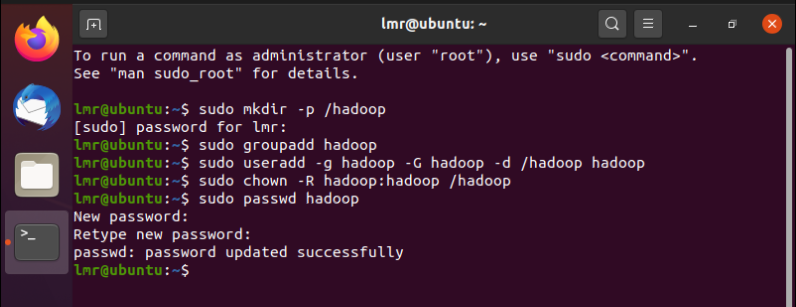 lmr@ubuntu: ~
To run a command as administrator (user "root"), use "sudo <command>".
See "man sudo_root" for details.
lmr@ubuntu:~$ sudo mkdir -p /hadoop
[sudo] password for lmr:
lmr@ubuntu:~$ sudo groupadd hadoop
lmr@ubuntu:~$ sudo useradd -g hadoop -G hadoop -d /hadoop hadoop
lmr@ubuntu:~$ sudo chown -R hadoop:hadoop /hadoop
lmr@ubuntu:~$ sudo passwd hadoop
New password:
Retype new password:
passwd: password updated successfully
lmr@ubuntu:~$